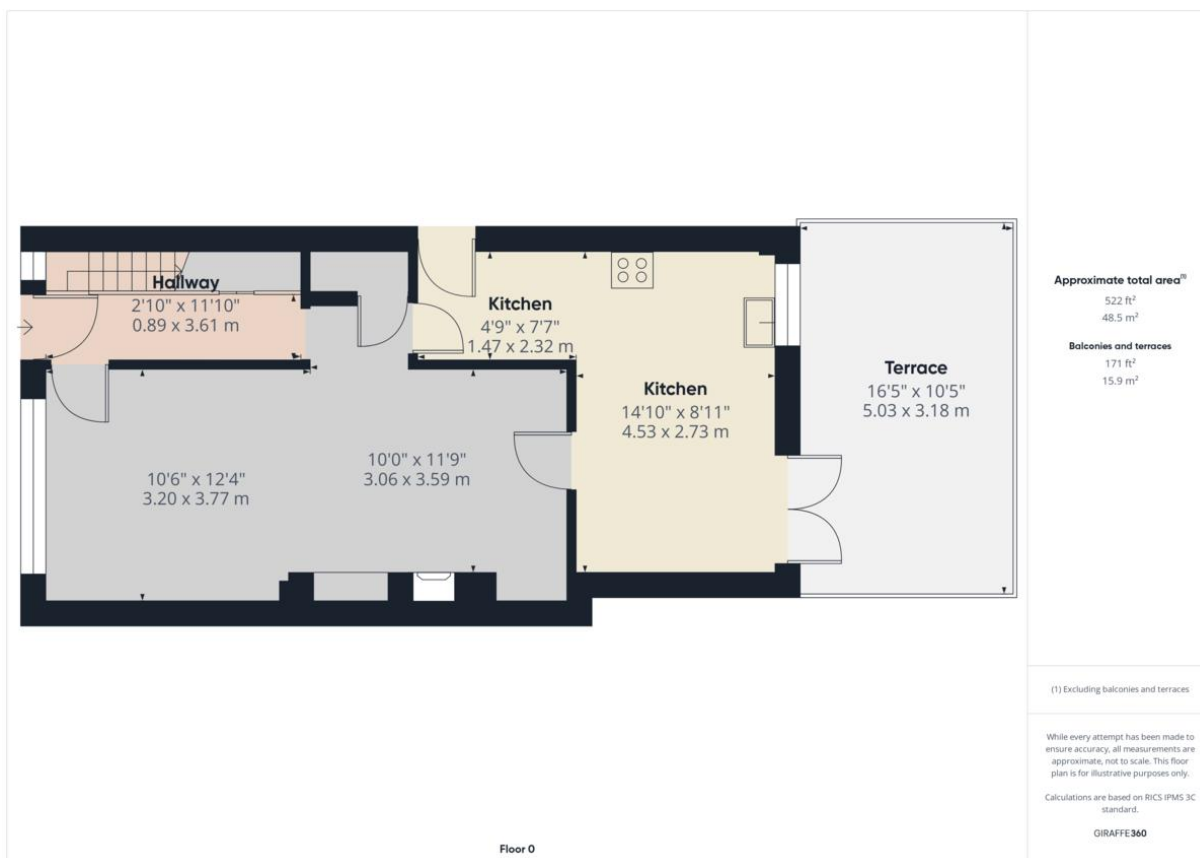 Hallway
2'10" x 11'10"
0.89 x 3.61 m
Kitchen
4'9" x 7'7"
1.47 x 2.32 m
Kitchen
14'10" x 8'11"
4.53 x 2.73 m
Terrace
16'5" x 10'5"
5.03 x 3.18 m
10'6" x 12'4"
3.20 x 3.77 m
10'0" x 11'9"
3.06 x 3.59 m
Floor 0
Approximate total area(1)
522 ft²
48.5 m²
Balconies and terraces
171 ft²
15.9 m²
(1) Excluding balconies and terraces
While every attempt has been made to
ensure accuracy, all measurements are
approximate, not to scale. This floor
plan is for illustrative purposes only.
Calculations are based on RICS IPMS 3C
standard.
GIRAFFE360